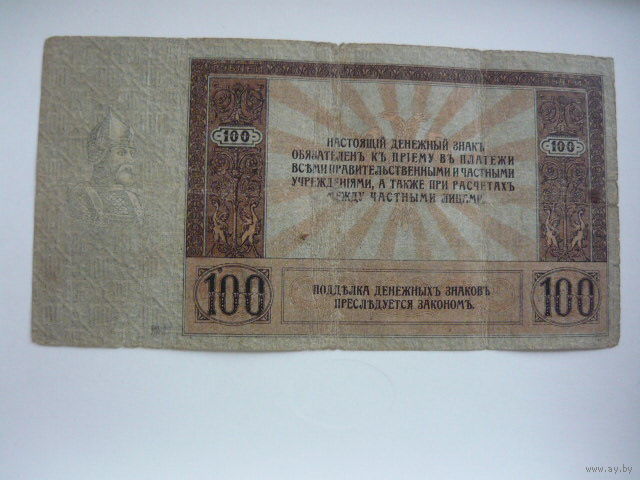 100
100
НАСТОЯЩІЙ ДЕНЕЖНЫЙ ЗНАКЪ
ОБЯЗАТЕЛЕНЪ КЪ ПРІЕМУ ВЪ ПЛАТЕЖИ
ВСѢМИ ПРАВИТЕЛЬСТВЕННЫМИ И ЧАСТНЫМИ
УЧРЕЖДЕНІЯМИ, А ТАКЖЕ ПРИ РАСЧЕТАХЪ
МЕЖДУ ЧАСТНЫМИ ЛИЦАМИ.
100
ПОДДѢЛКА ДЕНЕЖНЫХЪ ЗНАКОВЪ
ПРЕСЛѢДУЕТСЯ ЗАКОНОМЪ.
100
www.ay.by